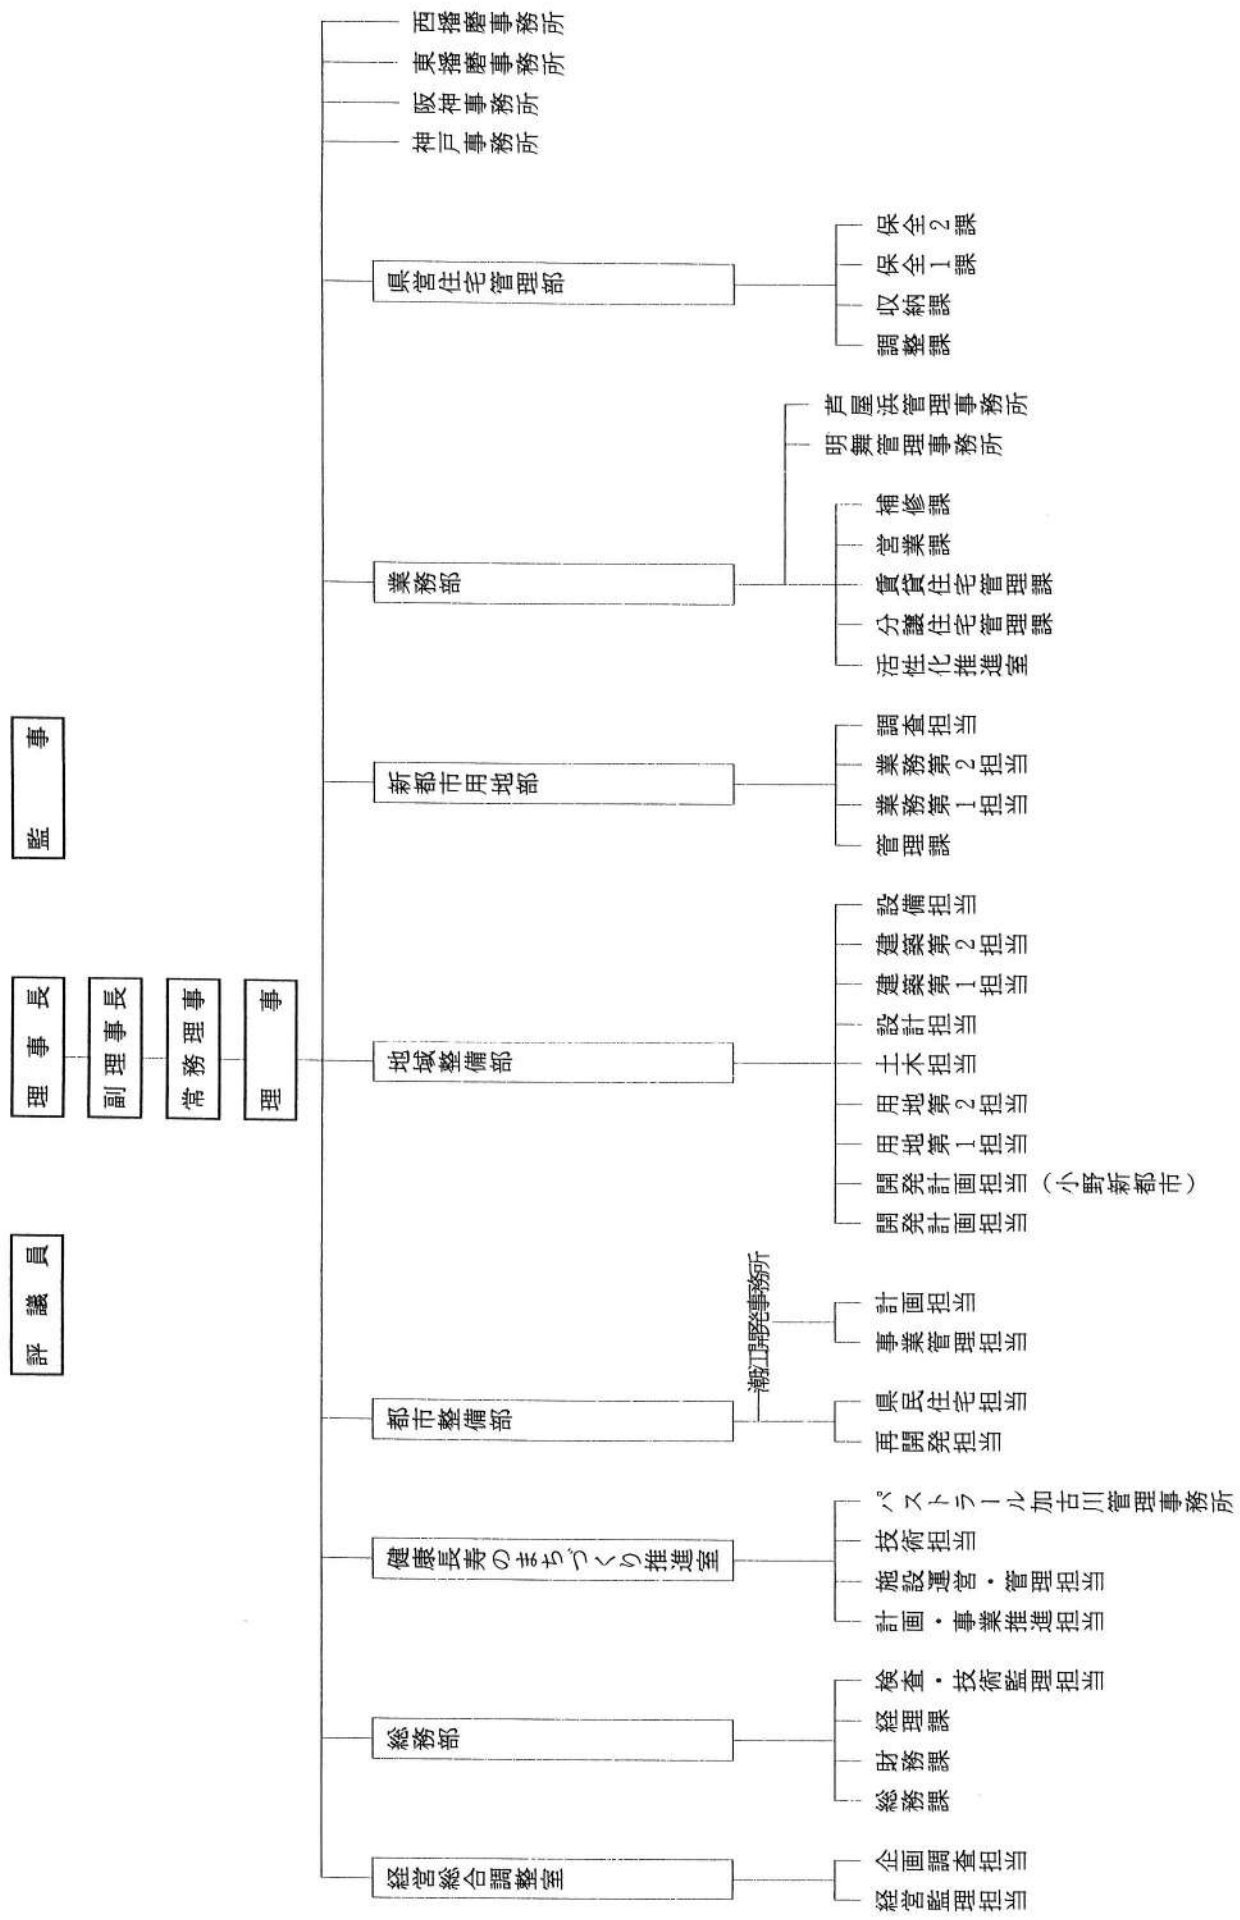 評議員
理事長
監事
副理事長
常務理事
理事
経営総合調整室
経営監理担当
企画調査担当
総務部
総務課
財務課
経理課
検査・技術監理担当
健康長寿のまちづくり推進室
計画・事業推進担当
施設運営・管理担当
技術担当
パストラール加古川管理事務所
都市整備部
再開発担当
県民住宅担当
潮江開発事務所
事業管理担当
計画担当
地域整備部
開発計画担当
開発計画担当(小野新都市)
用地第1担当
用地第2担当
土木担当
設計担当
建築第1担当
建築第2担当
設備担当
新都市用地部
管理課
業務第1担当
業務第2担当
調査担当
業務部
活性化推進室
分譲住宅管理課
賃貸住宅管理課
営業課
補修課
明舞管理事務所
芦屋浜管理事務所
県営住宅管理部
調整課
収納課
保全1課
保全2課
神戸事務所
阪神事務所
東播磨事務所
西播磨事務所